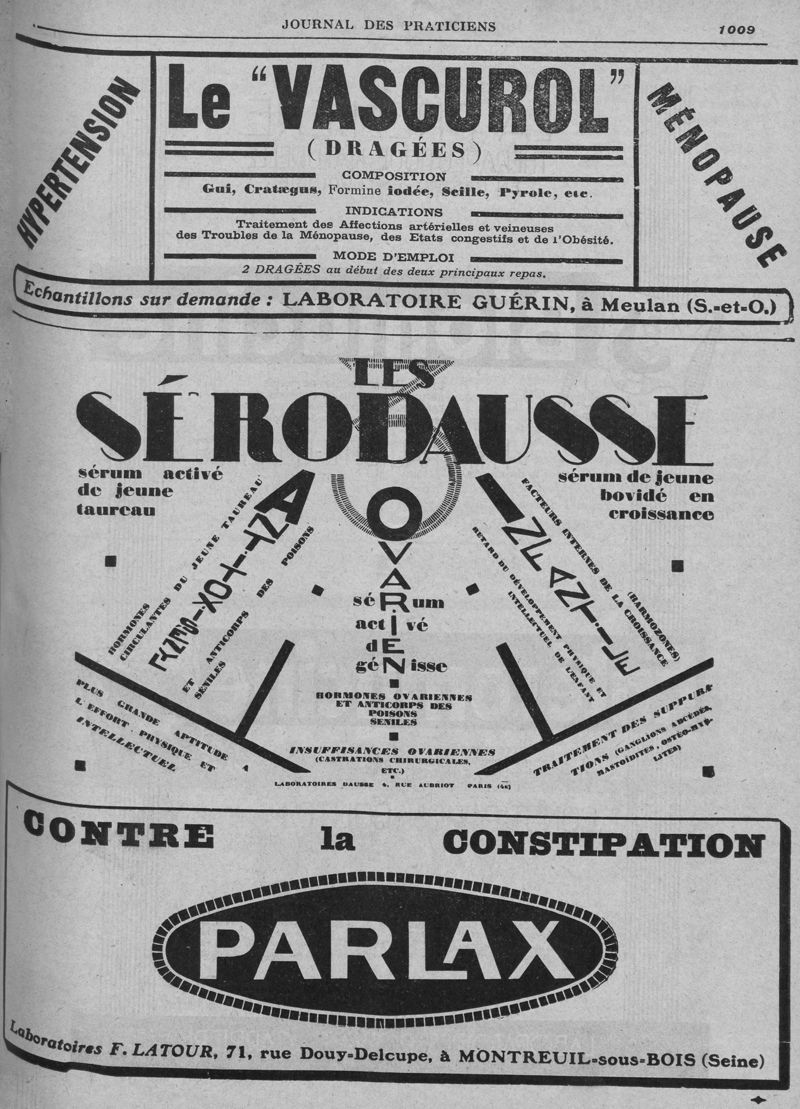 JOURNAL DES PRATICIENS 1009
HYPERTENSION
Le "VASCUROL"
(DRAGÉES)
COMPOSITION
Gui, Cratægus, Formine iodée, Scille, Pyrole, etc.
INDICATIONS
Traitement des Affections artérielles et veineuses
des Troubles de la Ménopause, des Etats congestifs et de l'Obésité.
MODE D'EMPLOI
2 DRAGÉES au début des deux principaux repas.
MÉNOPAUSE
Echantillons sur demande : LABORATOIRE GUÉRIN, à Meulan (S.-et-O.)
LES
SÉRODAUSSE
sérum activé
de jeune
taureau
HORMONES
CIRCULANTES DU JEUNE TAUREAU
ANTITOXI-SÉNYL
ET ANTICORPS DES POISONS
SÉNILES
PLUS GRANDE APTITUDE A
L'EFFORT PHYSIQUE ET
INTELLECTUEL
OVARIEN
séRum
actIvé
dE
géNisse
HORMONES OVARIENNES
ET ANTICORPS DES
POISONS
SENILES
INSUFFISANCES OVARIENNES
(CASTRATIONS CHIRURGICALES,
ETC.)
LABORATOIRES DAUSSE 4, RUE AUBRIOT PARIS (4e)
sérum de jeune
bovidé en
croissance
FACTEURS INTERNES DE LA CROISSANCE
(HARMOZONES)
INFANTILE
RETARD DU DÉVELOPPEMENT PHYSIQUE ET
INTELLECTUEL DE L'ENFANT
TRAITEMENT DES SUPPURA-
TIONS (GANGLIONS ABCÉDÉS,
MASTOÏDITES, OSTÉO-MYÉ-
LITES)
CONTRE la CONSTIPATION
PARLAX
Laboratoires F. LATOUR, 71, rue Douy-Delcupe, à MONTREUIL-sous-BOIS (Seine)